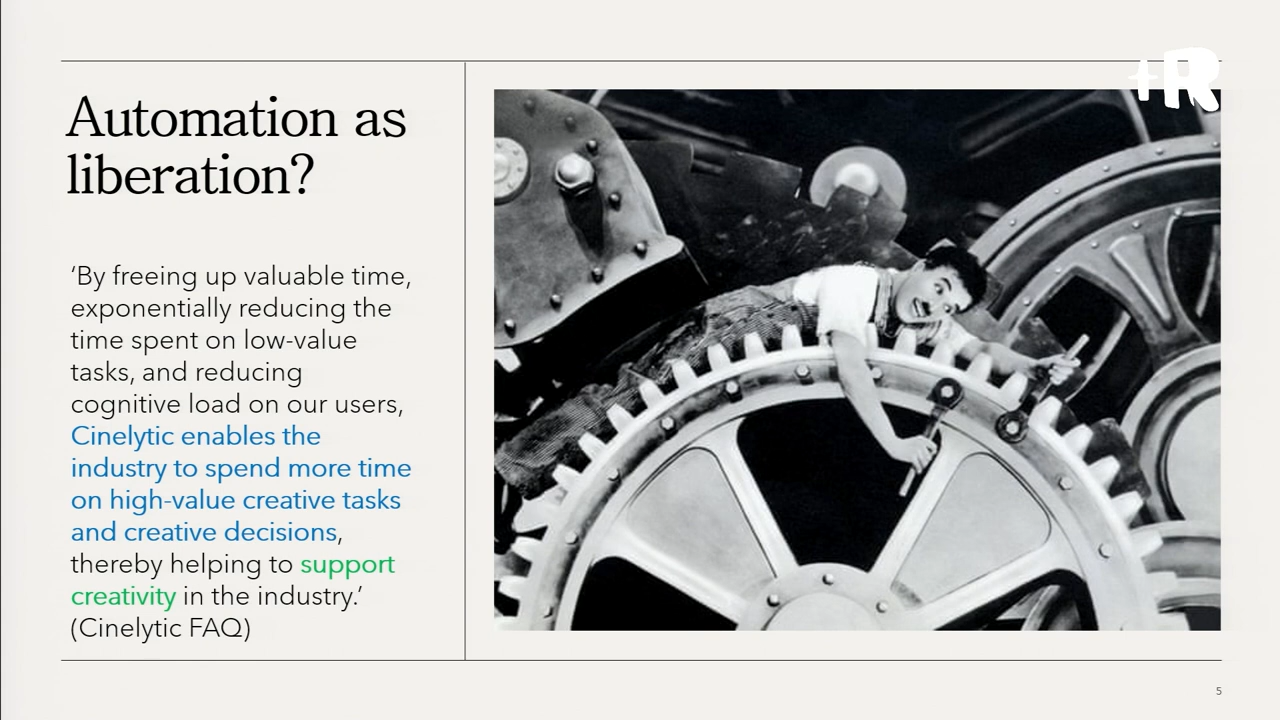 +R
Automation as
liberation?
‘By freeing up valuable time,
exponentially reducing the
time spent on low-value
tasks, and reducing
cognitive load on our users,
Cinelytic enables the
industry to spend more time
on high-value creative tasks
and creative decisions,
thereby helping to support
creativity in the industry.’
(Cinelytic FAQ)
5